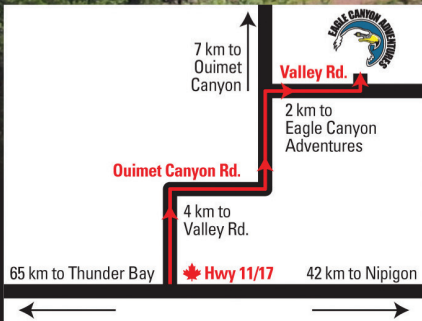 EAGLE CANYON ADVENTURES
7 km to
Ouimet
Canyon
Valley Rd.
2 km to
Eagle Canyon
Adventures
Ouimet Canyon Rd.
4 km to
Valley Rd.
65 km to Thunder Bay
Hwy 11/17
42 km to Nipigon